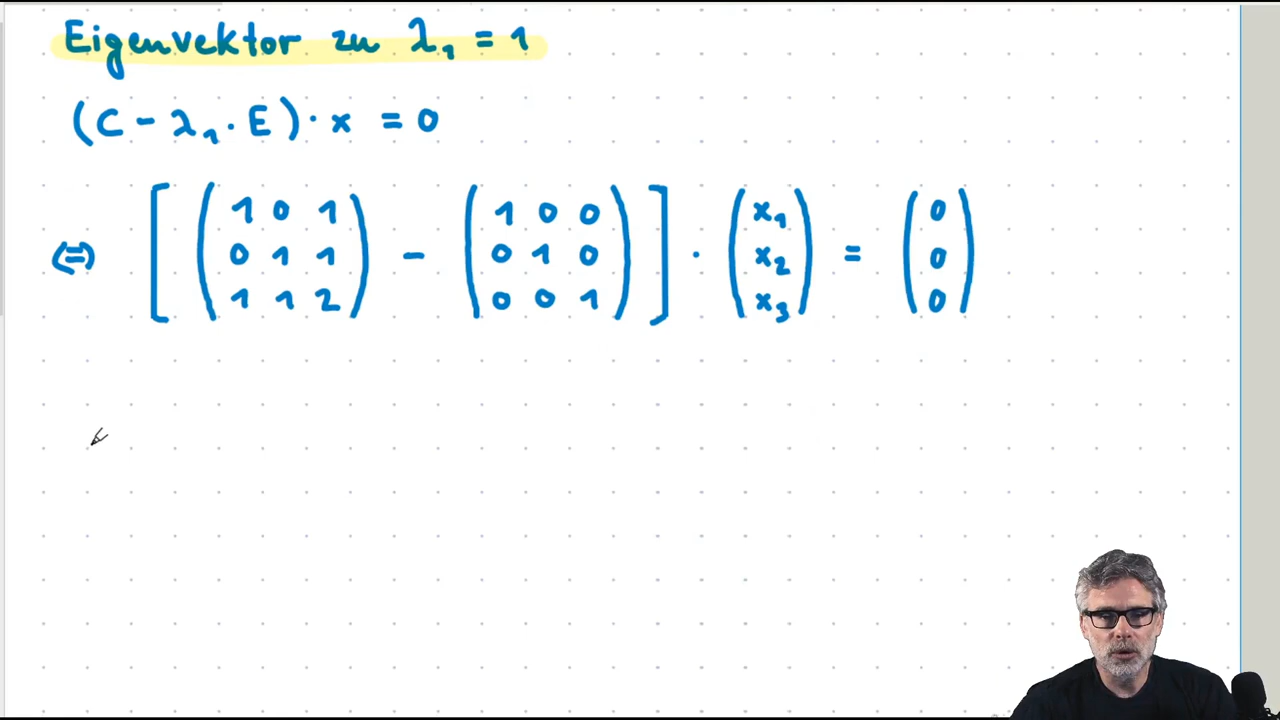 Eigenvektor zu λ₁ = 1
(C - λ₁ · E) · x = 0
⇔ [ ( 1 0 1 ) - ( 1 0 0 ) ] · ( x₁ ) = ( 0 )
( 0 1 1 ) ( 0 1 0 ) ( x₂ ) ( 0 )
( 1 1 2 ) ( 0 0 1 ) ( x₃ ) ( 0 )